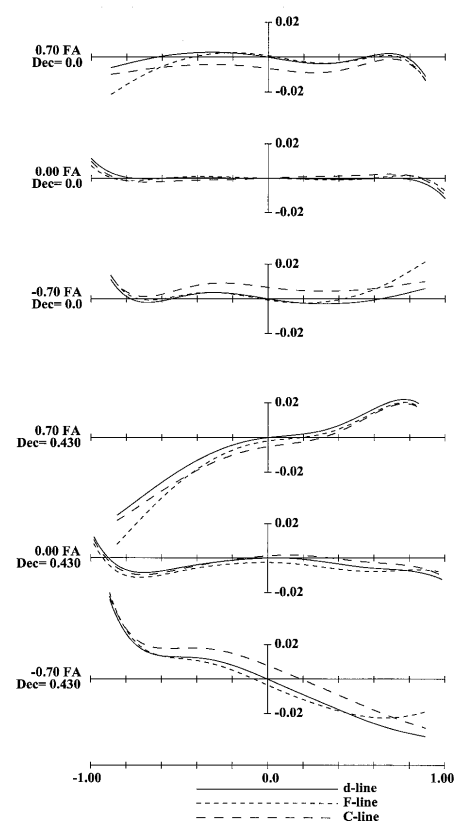 0.02
0.70 FA
Dec= 0.0
-0.02
0.02
0.00 FA
Dec= 0.0
-0.02
0.02
-0.70 FA
Dec= 0.0
-0.02
0.02
0.70 FA
Dec= 0.430
-0.02
0.02
0.00 FA
Dec= 0.430
-0.02
0.02
-0.70 FA
Dec= 0.430
-0.02
-1.00 0.0 1.00
d-line
F-line
C-line